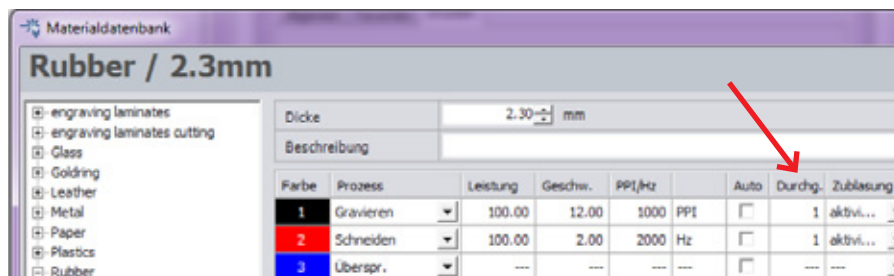 Materialdatenbank
Rubber / 2.3mm
engraving laminates
engraving laminates cutting
Glass
Goldring
Leather
Metal
Paper
Plastics
Rubber
Dicke 2.30 mm
Beschreibung
Farbe Prozess Leistung Geschw. PPI/Hz Auto Durchg. Zublasung
1 Gravieren 100.00 12.00 1000 PPI 1 aktivi...
2 Schneiden 100.00 2.00 2000 Hz 1 aktivi...
3 Überspr. --- --- --- --- --- ---